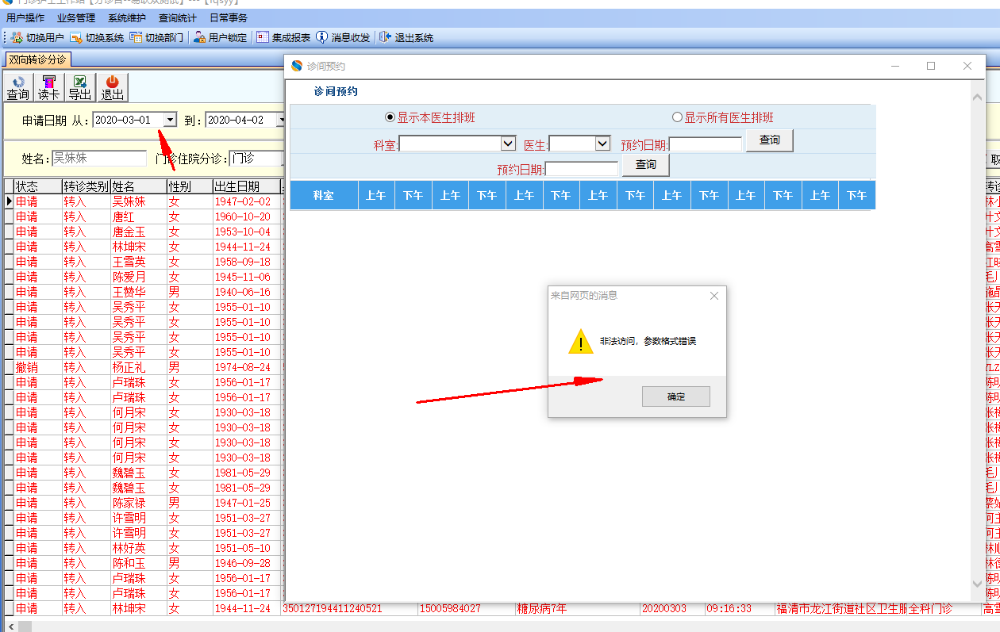 门诊护士工作站【分诊台--易联众测试】---【fqsyy】
用户操作 业务管理 系统维护 查询统计 日常事务
切换用户 切换系统 切换部门 用户锁定 集成报表 消息收发 退出系统
双向转诊分诊
查询 读卡 导出 退出
申请日期 从: 2020-03-01 到: 2020-04-02
姓名: 吴妹妹 门诊住院分诊: 门诊
取
诊间预约
诊间预约
显示本医生排班 显示所有医生排班
科室: 医生: 预约日期: 查询
预约日期: 查询
科室 上午 下午 上午 下午 上午 下午 上午 下午 上午 下午 上午 下午 上午 下午
来自网页的消息
非法访问，参数格式错误
确定
状态 转诊类别 姓名 性别 出生日期
申请 转入 吴妹妹 女 1947-02-02
申请 转入 唐红 女 1960-10-20
申请 转入 唐金玉 女 1953-10-04
申请 转入 林坤宋 女 1944-11-24
申请 转入 王雪英 女 1958-09-18
申请 转入 陈爱月 女 1945-11-06
申请 转入 王赞华 男 1940-06-16
申请 转入 吴秀平 女 1955-01-10
申请 转入 吴秀平 女 1955-01-10
申请 转入 吴秀平 女 1955-01-10
申请 转入 吴秀平 女 1955-01-10
撤销 转入 杨正礼 男 1974-08-24
申请 转入 卢瑞珠 女 1956-01-17
申请 转入 卢瑞珠 女 1956-01-17
申请 转入 何月宋 女 1930-03-18
申请 转入 何月宋 女 1930-03-18
申请 转入 何月宋 女 1930-03-18
申请 转入 何月宋 女 1930-03-18
申请 转入 魏碧玉 女 1981-05-29
申请 转入 魏碧玉 女 1981-05-29
申请 转入 陈家禄 男 1947-01-25
申请 转入 许雪明 女 1951-03-27
申请 转入 许雪明 女 1951-03-27
申请 转入 林好英 女 1951-05-10
申请 转入 陈和玉 男 1946-09-28
申请 转入 卢瑞珠 女 1956-01-17
申请 转入 卢瑞珠 女 1956-01-17
申请 转入 林坤宋 女 1944-11-24 350127194411240521 15005984027 糖尿病7年 20200303 09:16:33 福清市龙江街道社区卫生服 全科门诊 高雪